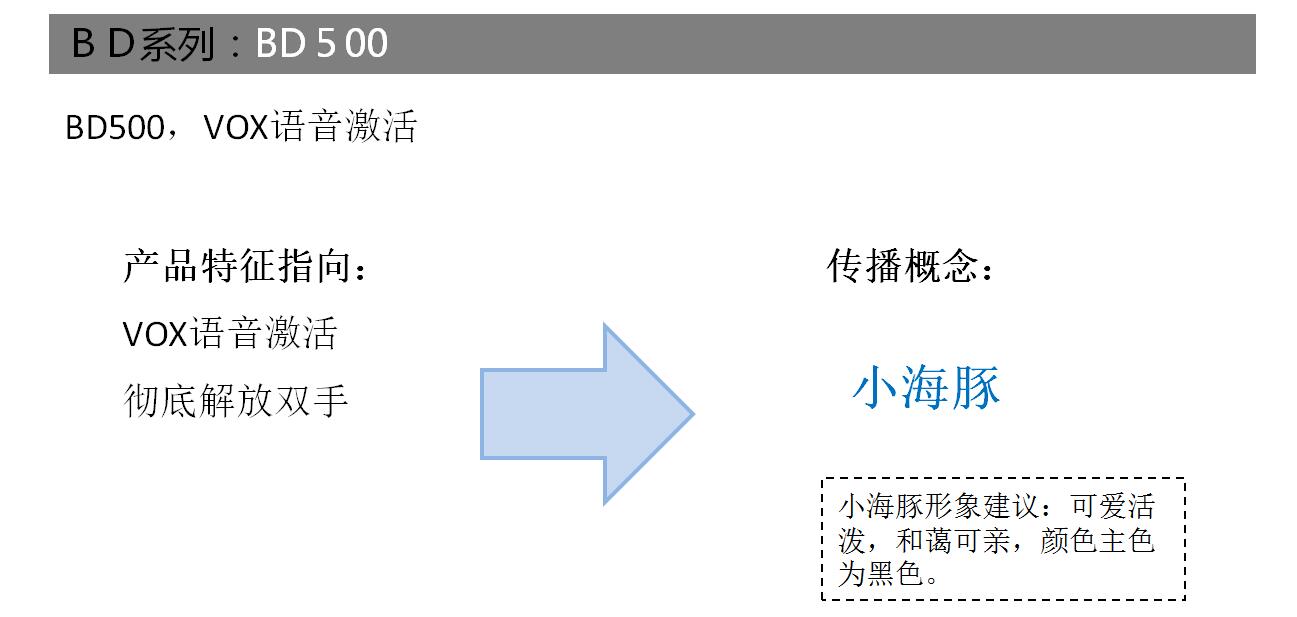 BD系列：BD500
BD500，VOX语音激活
产品特征指向：
VOX语音激活
彻底解放双手
传播概念：
小海豚
小海豚形象建议：可爱活
泼，和蔼可亲，颜色主色
为黑色。